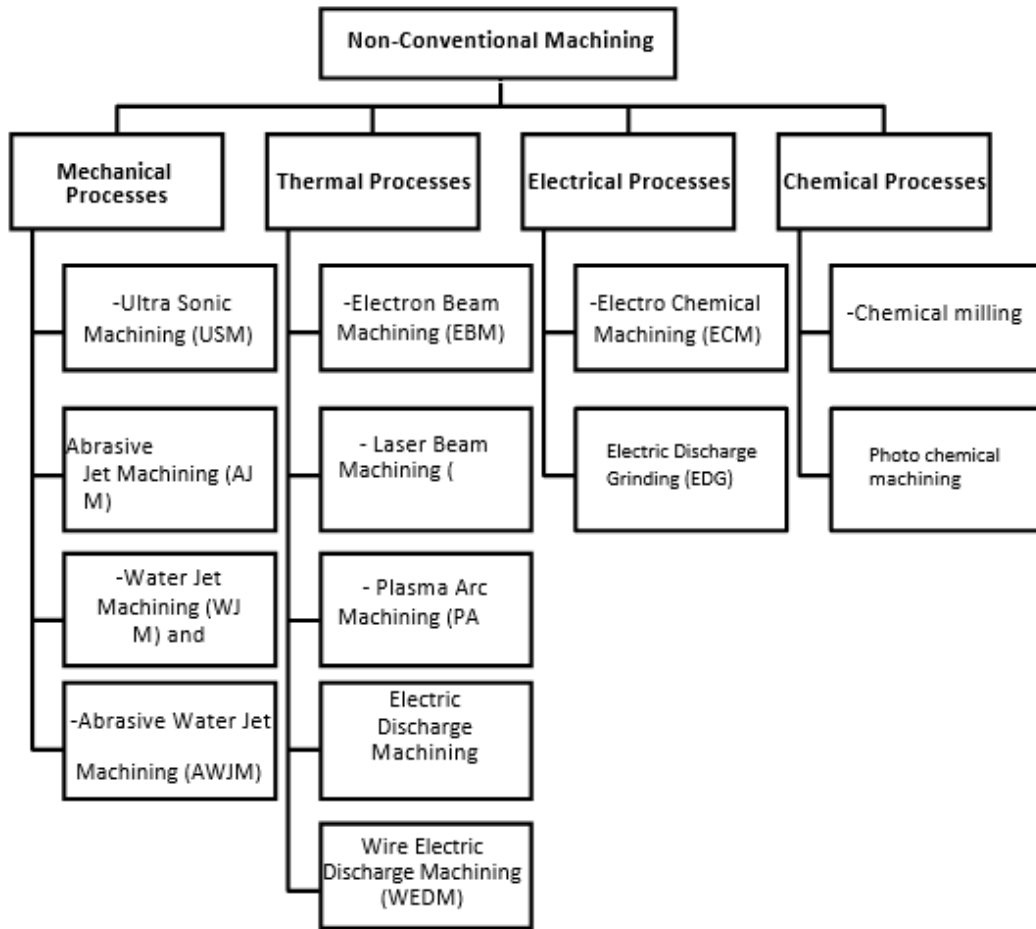 Non-Conventional Machining
Mechanical
Processes
Thermal Processes
Electrical Processes
Chemical Processes
-Ultra Sonic
Machining (USM)
Abrasive
Jet Machining (AJ
M)
-Water Jet
Machining (WJ
M) and
-Abrasive Water Jet
Machining (AWJM)
-Electron Beam
Machining (EBM)
- Laser Beam
Machining (
- Plasma Arc
Machining (PA
Electric
Discharge
Machining
Wire Electric
Discharge Machining
(WEDM)
-Electro Chemical
Machining (ECM)
Electric Discharge
Grinding (EDG)
-Chemical milling
Photo chemical
machining